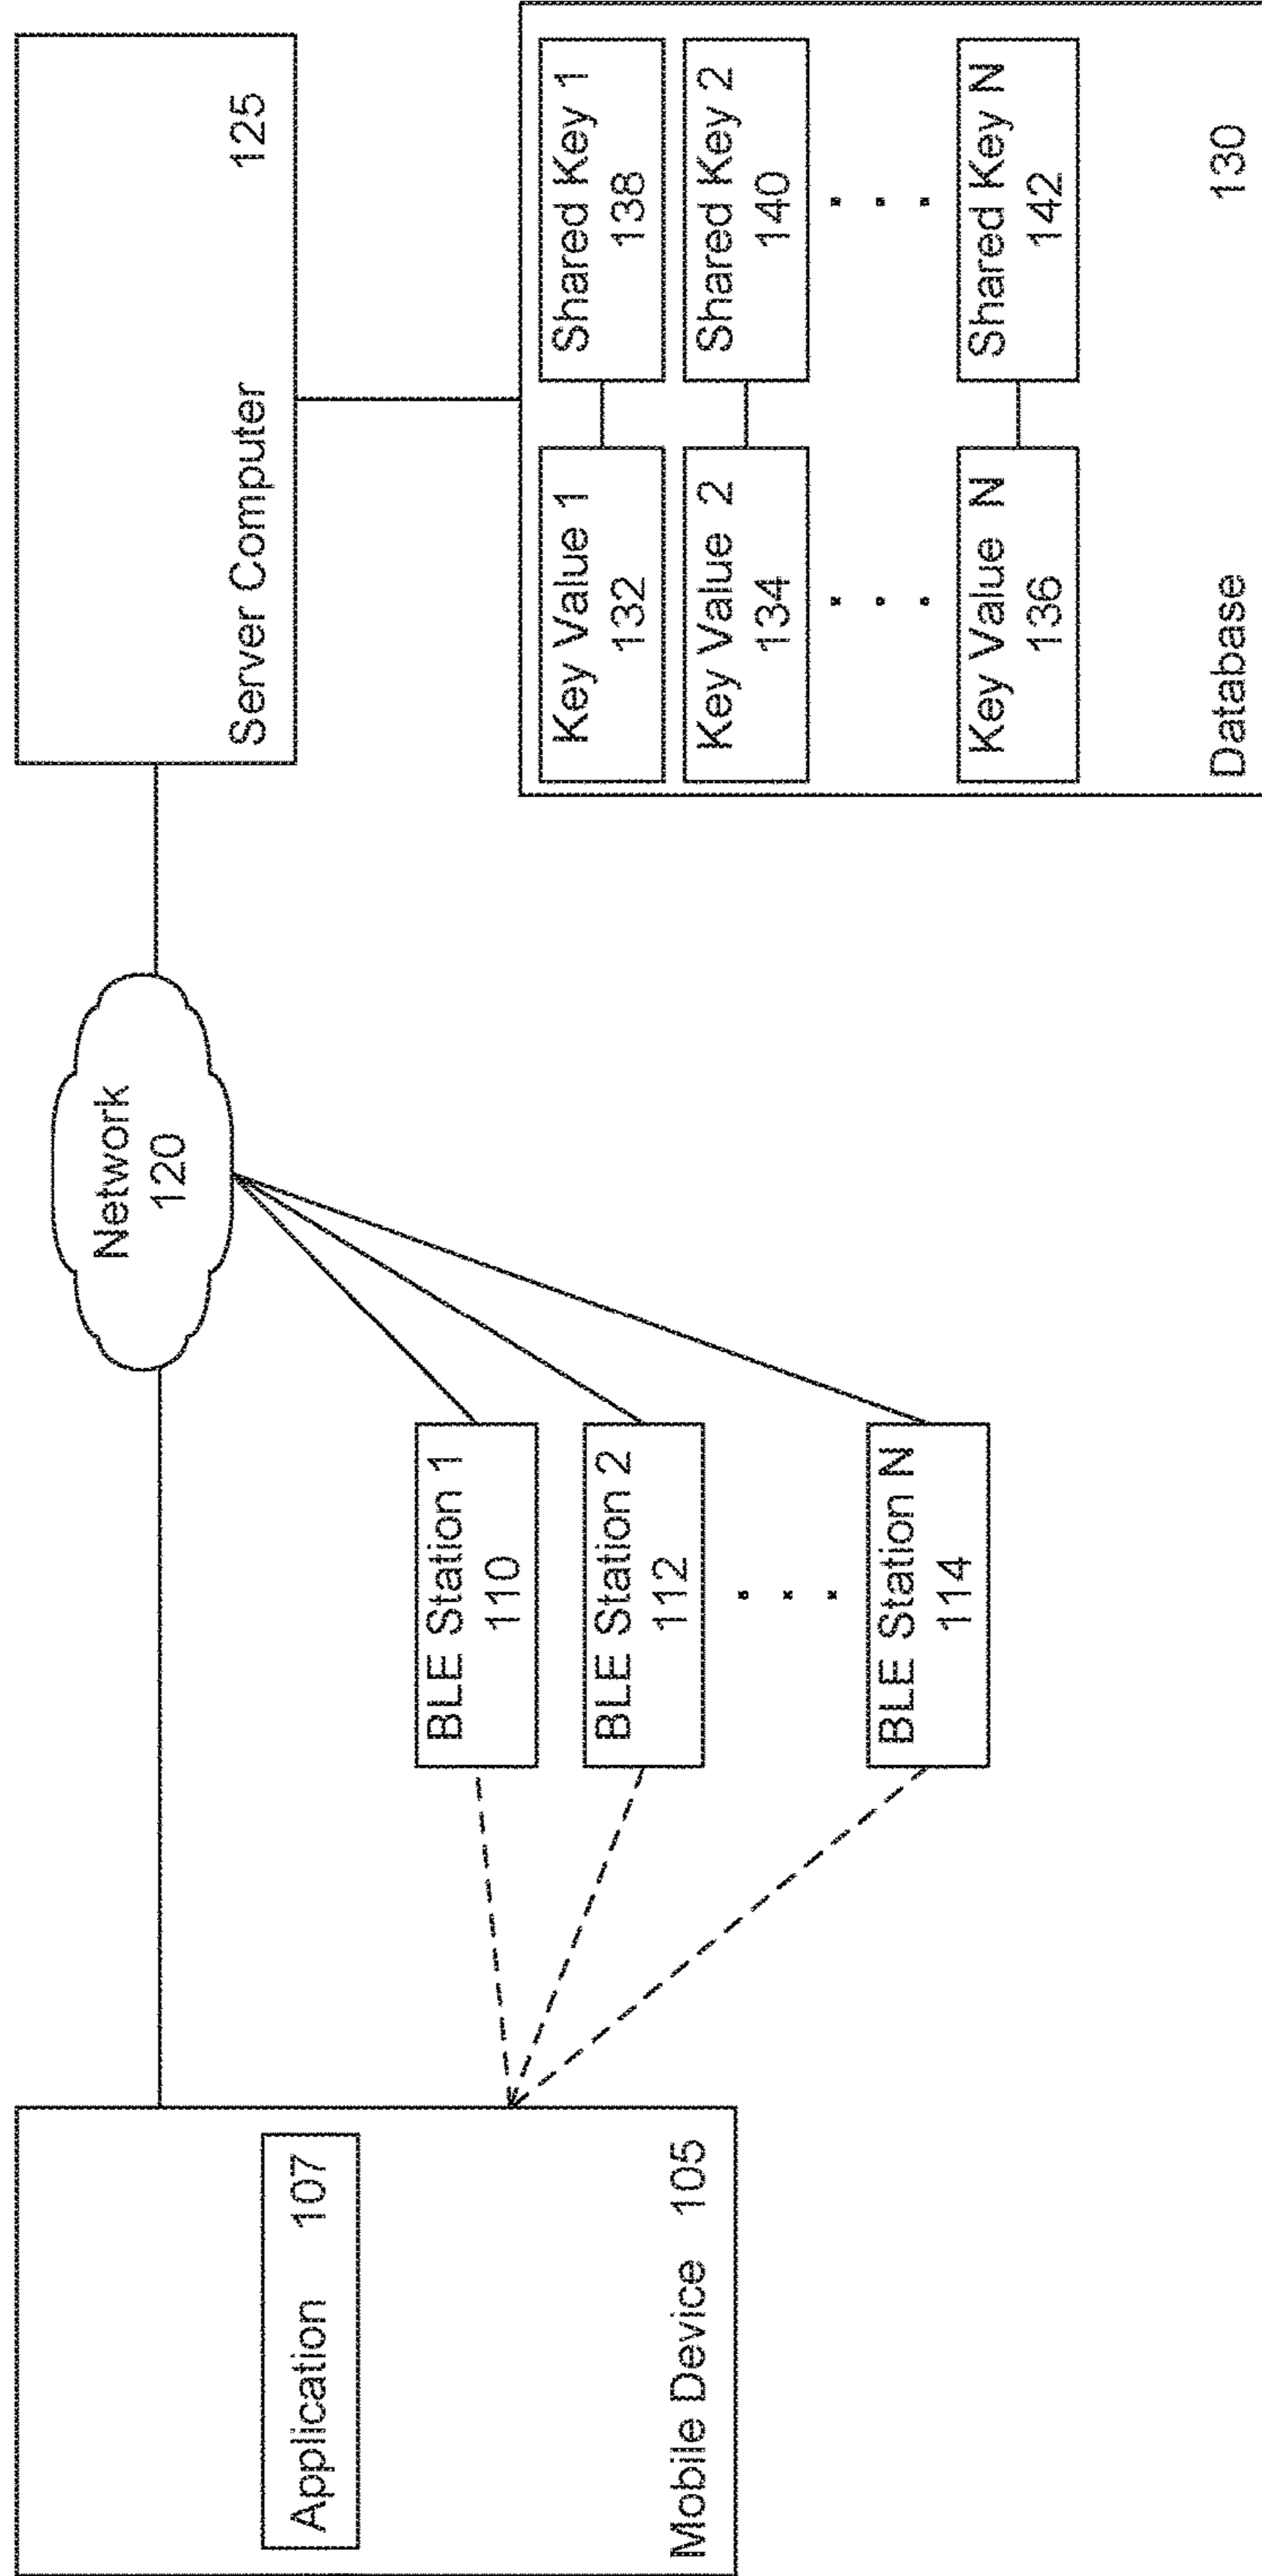 Application 107
Mobile Device 105
BLE Station 1
110
BLE Station 2
112
BLE Station N
114
Network
120
Server Computer 125
Key Value 1
132
Shared Key 1
138
Key Value 2
134
Shared Key 2
140
Key Value N
136
Shared Key N
142
Database 130